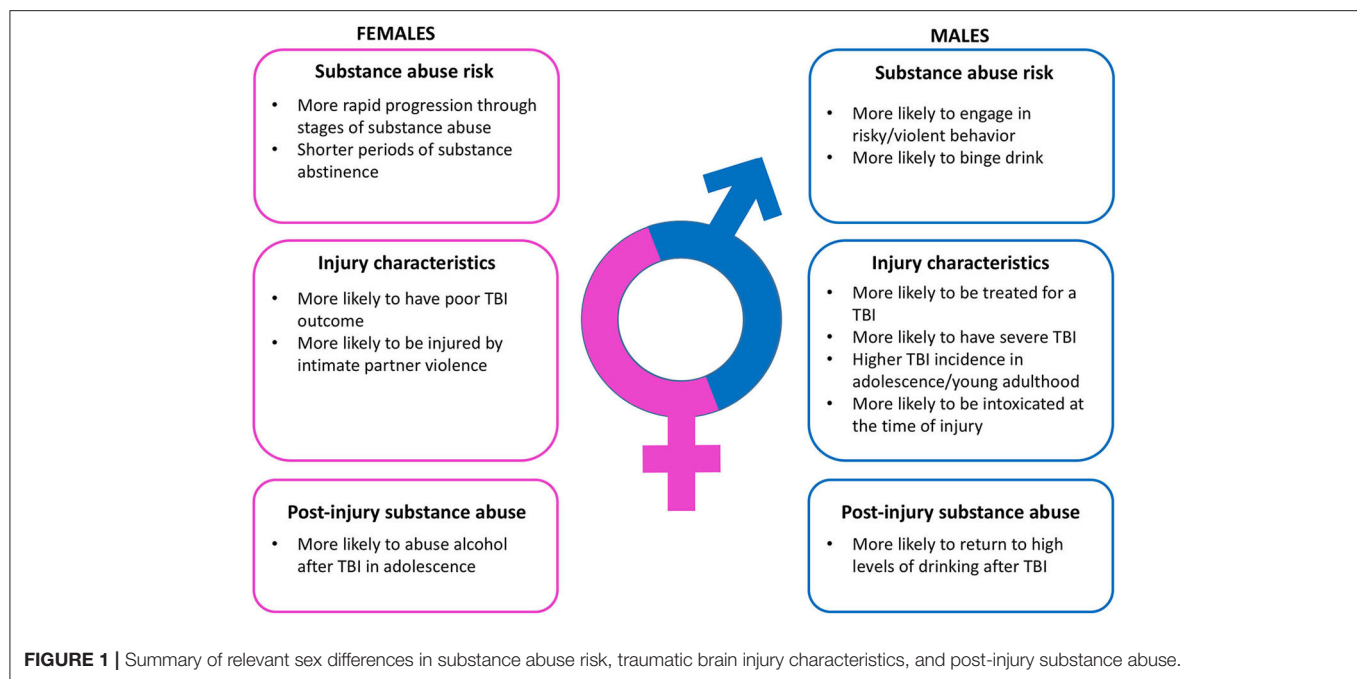 FEMALES
Substance abuse risk
• More rapid progression through
stages of substance abuse
• Shorter periods of substance
abstinence
Injury characteristics
• More likely to have poor TBI
outcome
• More likely to be injured by
intimate partner violence
Post-injury substance abuse
• More likely to abuse alcohol
after TBI in adolescence
MALES
Substance abuse risk
• More likely to engage in
risky/violent behavior
• More likely to binge drink
Injury characteristics
• More likely to be treated for a
TBI
• More likely to have severe TBI
• Higher TBI incidence in
adolescence/young adulthood
• More likely to be intoxicated at
the time of injury
Post-injury substance abuse
• More likely to return to high
levels of drinking after TBI
FIGURE 1 | Summary of relevant sex differences in substance abuse risk, traumatic brain injury characteristics, and post-injury substance abuse.